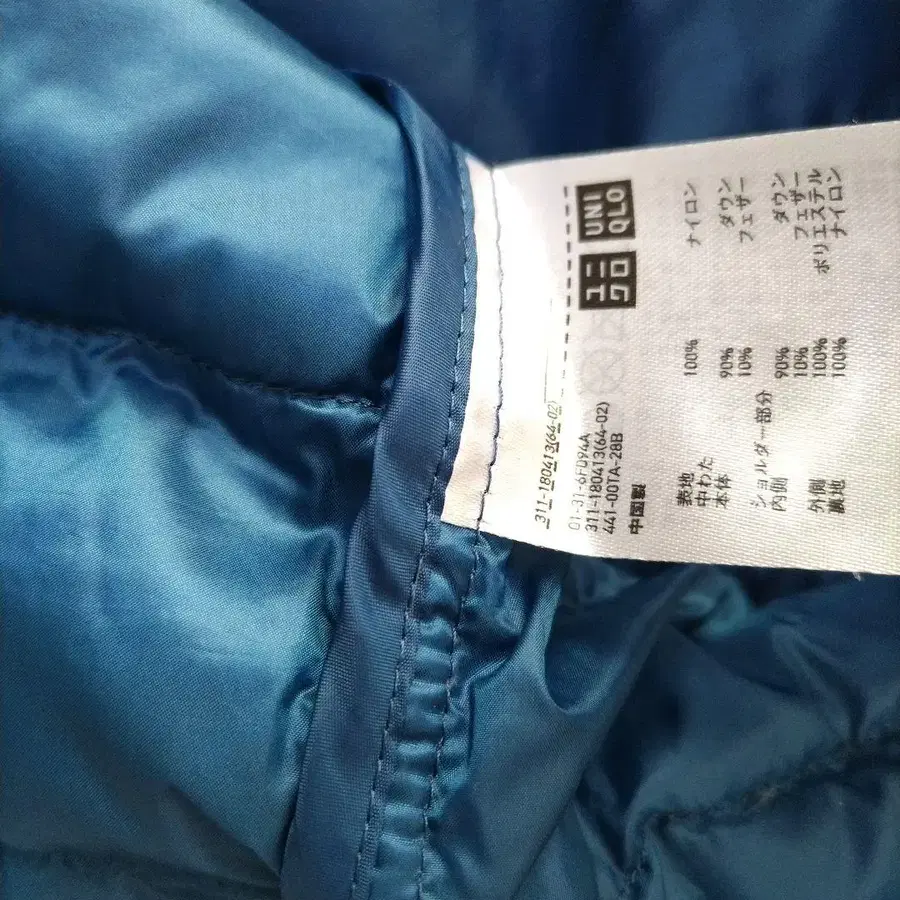 311-180413(64-02)
ユニ
クロ
UNI
QLO
01-31-6FD94A
311-180413(64-02)
441-00TA-28B
中国製
表地 100% ナイロン
中わた
本体 90% ダウン
10% フェザー
ショルダー部分
内側 90% ダウン
10% フェザー
外側 100% ポリエステル
裏地 100% ナイロン